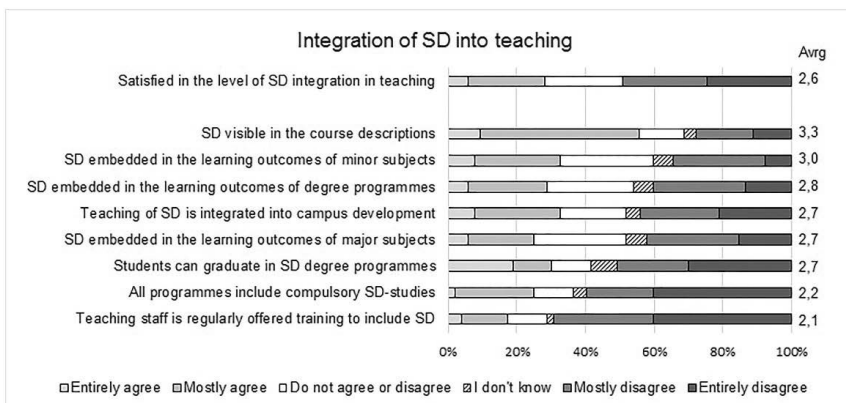 Integration of SD into teaching
Avrg
Satisfied in the level of SD integration in teaching 2,6
SD visible in the course descriptions 3,3
SD embedded in the learning outcomes of minor subjects 3,0
SD embedded in the learning outcomes of degree programmes 2,8
Teaching of SD is integrated into campus development 2,7
SD embedded in the learning outcomes of major subjects 2,7
Students can graduate in SD degree programmes 2,7
All programmes include compulsory SD-studies 2,2
Teaching staff is regularly offered training to include SD 2,1
0% 20% 40% 60% 80% 100%
Entirely agree Mostly agree Do not agree or disagree I don't know Mostly disagree Entirely disagree